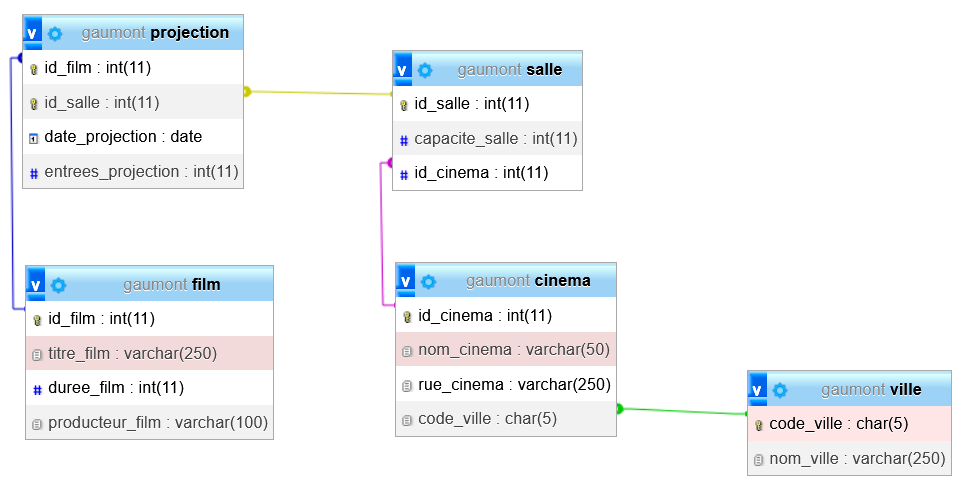 gaumont projection
id_film : int(11)
id_salle : int(11)
date_projection : date
entrees_projection : int(11)
gaumont salle
id_salle : int(11)
capacite_salle : int(11)
id_cinema : int(11)
gaumont film
id_film : int(11)
titre_film : varchar(250)
duree_film : int(11)
producteur_film : varchar(100)
gaumont cinema
id_cinema : int(11)
nom_cinema : varchar(50)
rue_cinema : varchar(250)
code_ville : char(5)
gaumont ville
code_ville : char(5)
nom_ville : varchar(250)